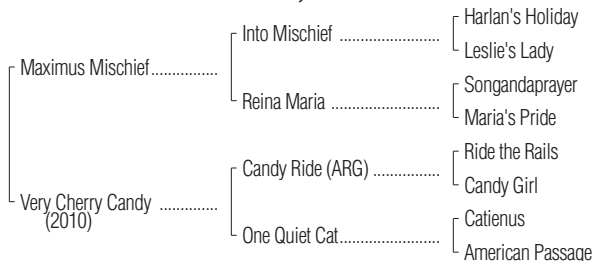 Harlan's Holiday
Into Mischief ....................
Leslie's Lady
Maximus Mischief...............
Songandaprayer
Reina Maria ......................
Maria's Pride
Ride the Rails
Candy Ride (ARG) ................
Candy Girl
Very Cherry Candy .............
(2010)
Catienus
One Quiet Cat.....................
American Passage